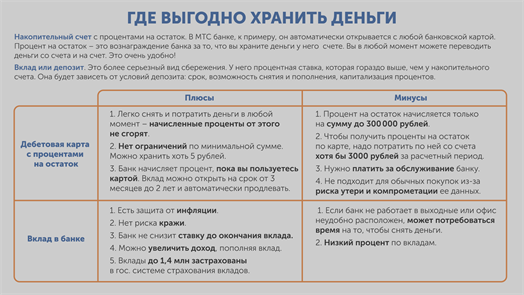 ГДЕ ВЫГОДНО ХРАНИТЬ ДЕНЬГИ
Накопительный счет с процентами на остаток. В МТС банке, к примеру, он автоматически открывается с любой банковской картой.
Процент на остаток – это вознаграждение банка за то, что вы храните деньги у него счете. Вы в любой момент можете переводить
деньги со счета и на счет. Это очень удобно!
Вклад или депозит. Это более серьезный вид сбережения. У него процентная ставка, которая гораздо выше, чем у накопительного
счета. Она будет зависеть от условий депозита: срок, возможность снятия и пополнения, капитализация процентов.
Плюсы
Минусы
Дебетовая карта
с процентами
на остаток
1. Легко снять и потратить деньги в любой
момент – начисленные проценты от этого
не сгорят.
2. Нет ограничений по минимальной сумме.
Можно хранить хоть 5 рублей.
3. Банк начисляет процент, пока вы пользуетесь
картой. Вклад можно открыть на срок от 3
месяцев до 2 лет и автоматически продлевать.
1. Процент на остаток начисляется только
на сумму до 300 000 рублей.
2. Чтобы получить проценты на остаток
по карте, надо потратить по ней со счета
хотя бы 3000 рублей за расчетный период.
3. Нужно платить за обслуживание банку.
4. Не подходит для обычных покупок из-за
риска утери и компрометации ее данных.
Вклад в банке
1. Есть защита от инфляции.
2. Нет риска кражи.
3. Банк не снизит ставку до окончания вклада.
4. Можно увеличить доход, пополняя вклад.
5. Вклады до 1,4 млн застрахованы
в гос. системе страхования вкладов.
1. Если банк не работает в выходные или офис
неудобно расположен, может потребоваться
время на то, чтобы снять деньги.
2. Низкий процент по вкладам.